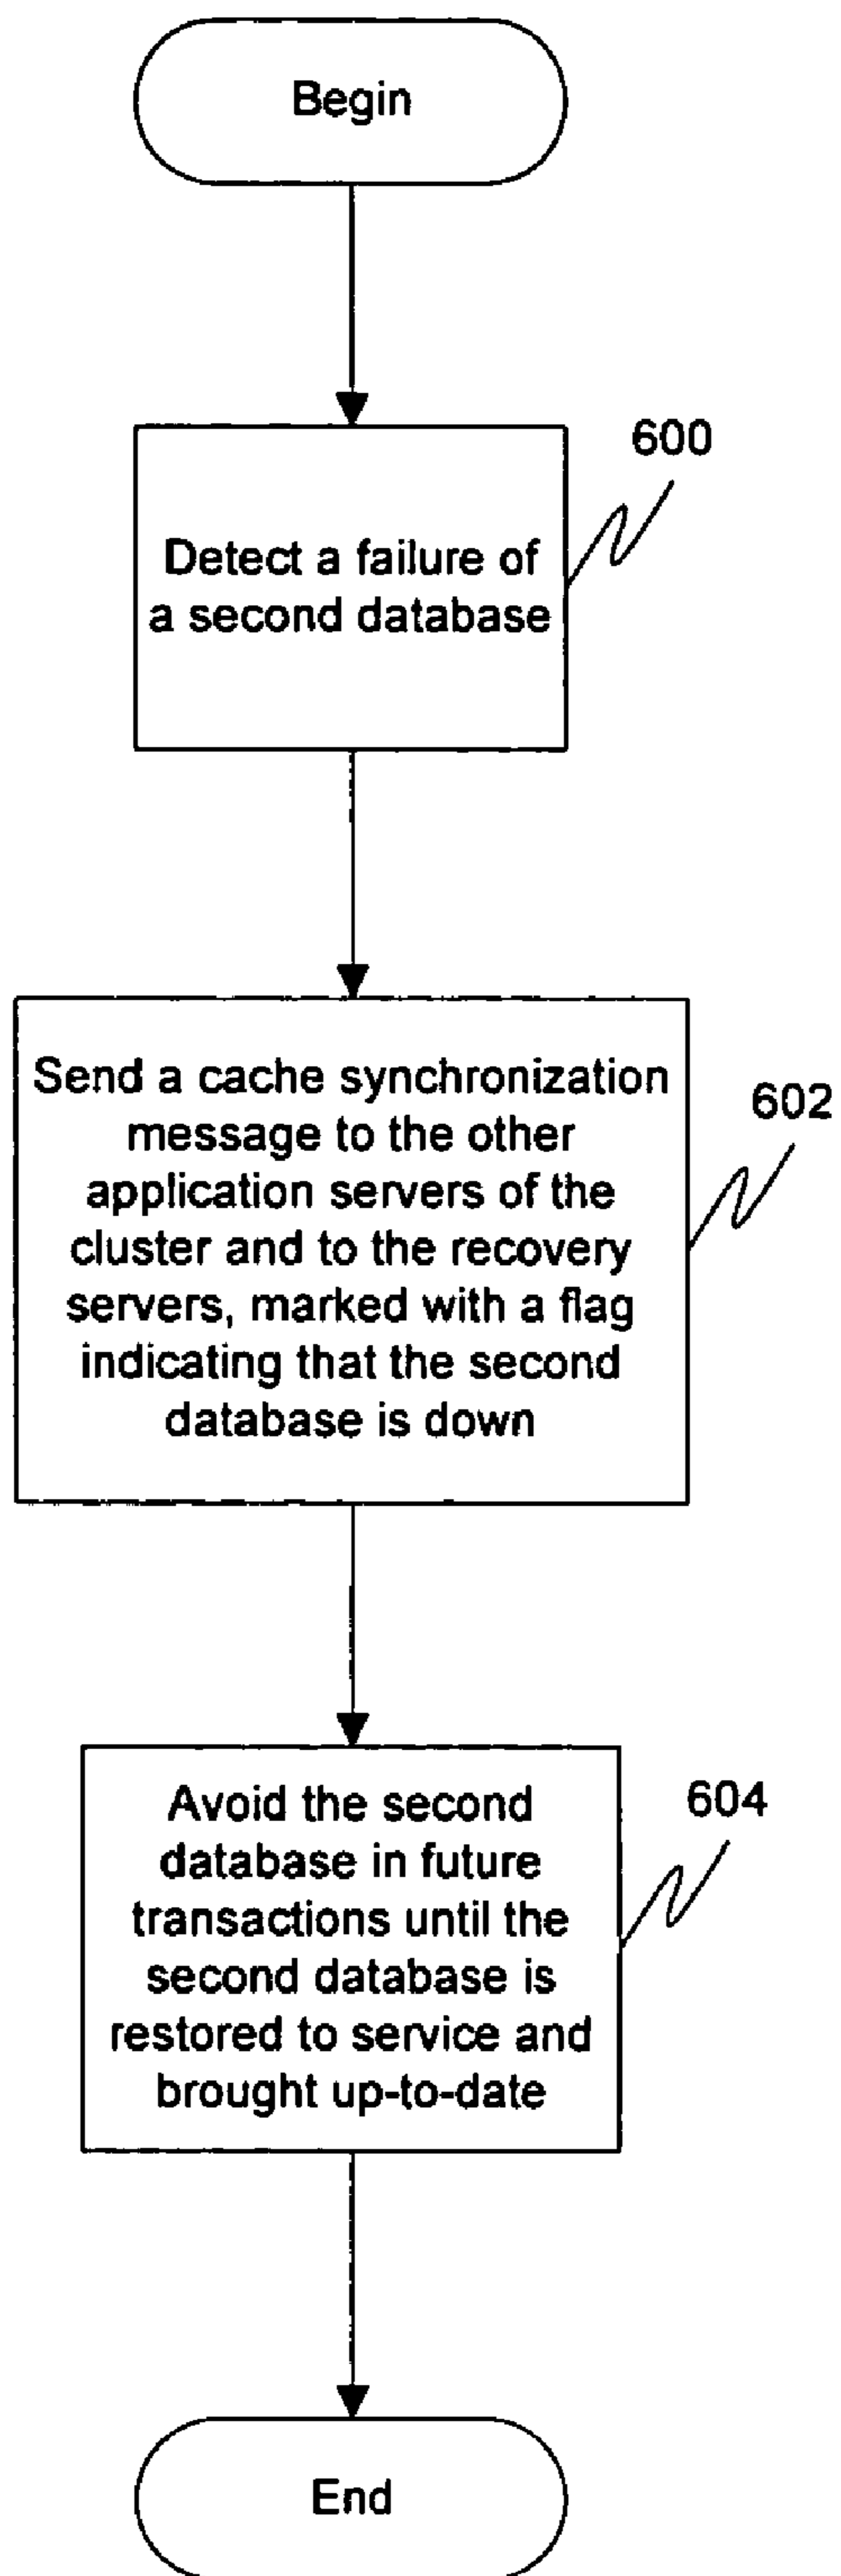 Begin
600
Detect a failure of
a second database
602
Send a cache synchronization
message to the other
application servers of the
cluster and to the recovery
servers, marked with a flag
indicating that the second
database is down
604
Avoid the second
database in future
transactions until the
second database is
restored to service and
brought up-to-date
End